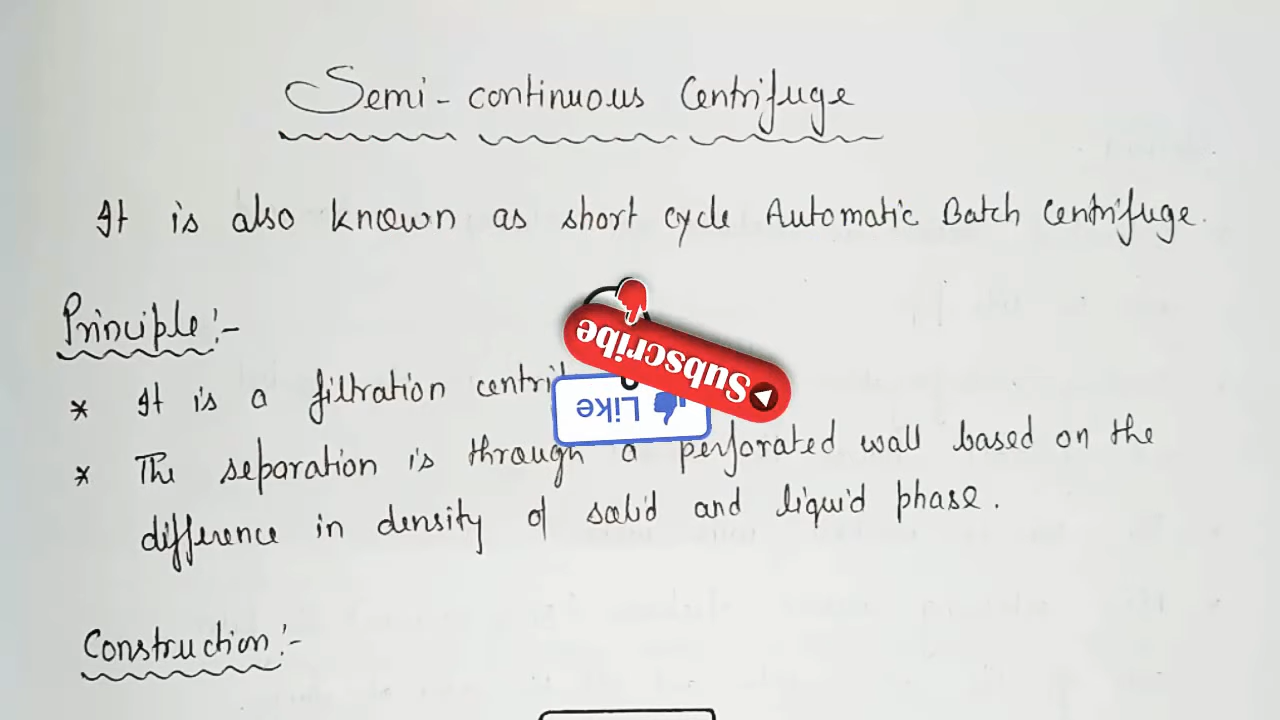 Semi-continuous Centrifuge
It is also known as short cycle Automatic Batch Centrifuge.
Principle:-
* It is a filtration
Subscribe
Like
* The separation is through a perforated wall based on the
difference in density of solid and liquid phase.
Construction:-